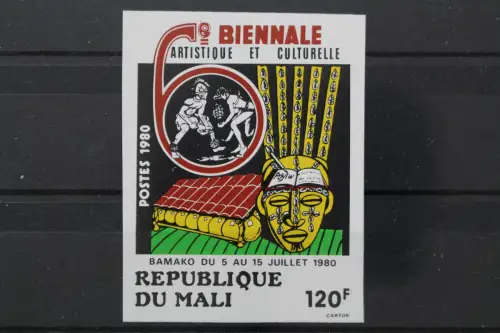 6e BIENNALE
ARTISTIQUE ET CULTURELLE
POSTES 1980
BAMAKO DU 5 AU 15 JUILLET 1980
REPUBLIQUE
DU MALI 120F
CARTOR